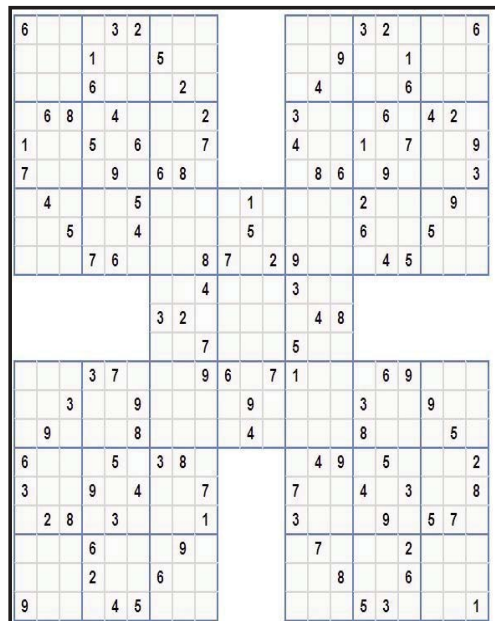 6 3 2 3 2 6
1 5 9 1
6 2 4 6
6 8 4 2 3 6 4 2
1 5 6 7 4 1 7 9
7 9 6 8 8 6 9 3
4 5 1 2 9
5 4 5 6 5
7 6 8 7 2 9 4 5
4 3
3 2 4 8
7 5
3 7 9 6 7 1 6 9
3 9 9 3 9
9 8 4 8 5
6 5 3 8 4 9 5 2
3 9 4 7 7 4 3 8
2 8 3 1 3 9 5 7
6 9 7 2
2 6 8 6
9 4 5 5 3 1